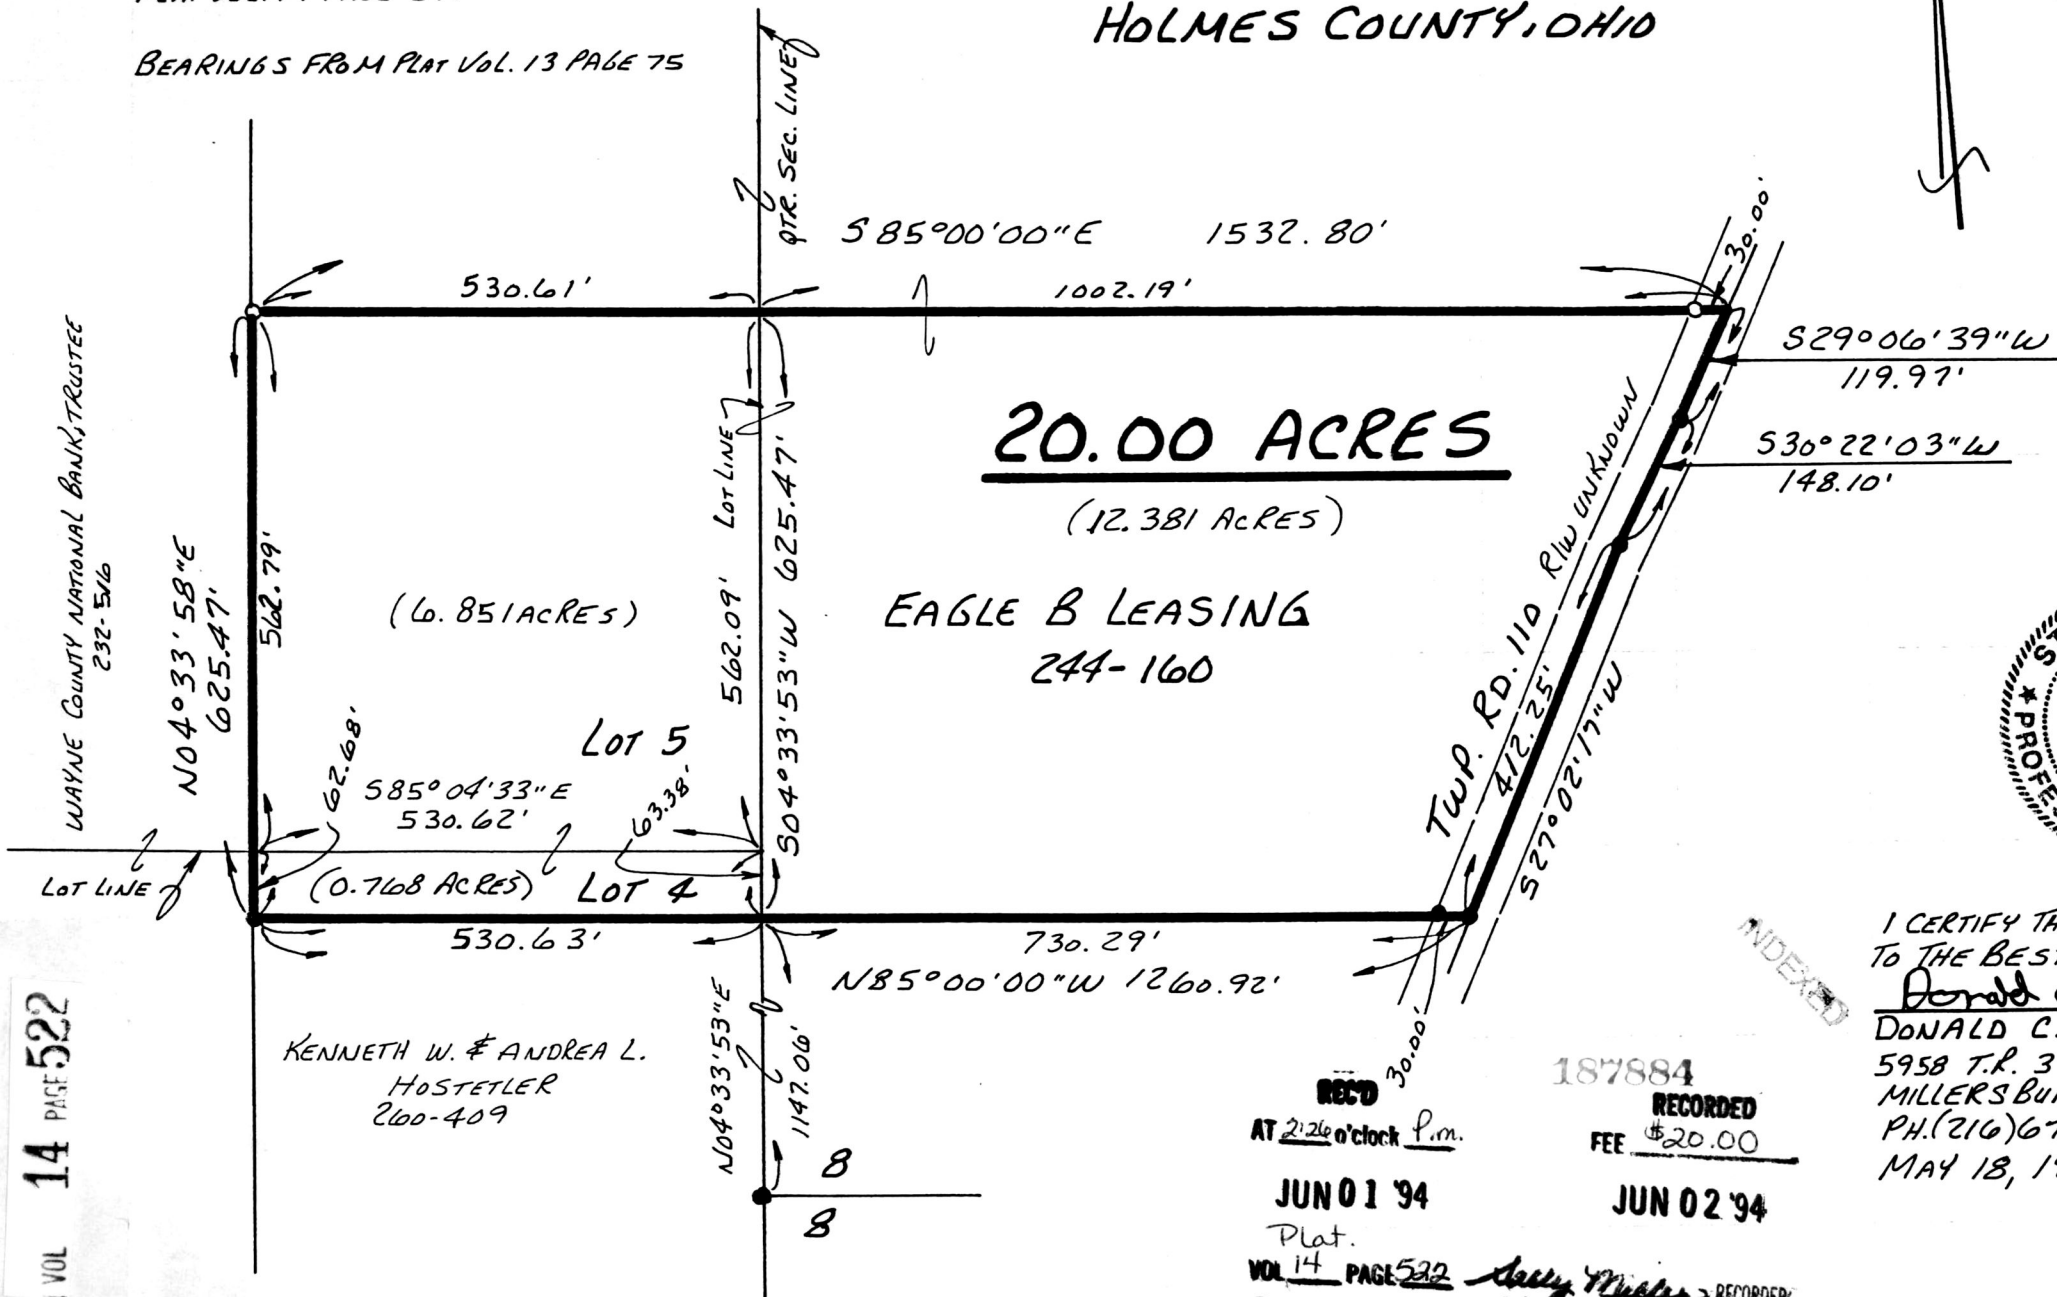 BEARINGS FROM PLAT VOL. 13 PAGE 75
HOLMES COUNTY, OHIO
QTR. SEC. LINE
S 85°00'00"E 1532.80'
30.00'
530.61'
1002.19'
S29°06'39"W
119.97'
S30°22'03"W
148.10'
20.00 ACRES
(12.381 ACRES)
EAGLE B LEASING
244-160
WAYNE COUNTY NATIONAL BANK, TRUSTEE
232-516
N04°33'58"E
625.47'
562.79'
(6.851 ACRES)
LOT LINE
562.09'
S04°33'53"W 625.47'
TWP. RD. 110 R/W UNKNOWN
412.25'
S27°02'17"W
LOT 5
62.68'
S85°04'33"E
530.62'
63.38'
LOT LINE
(0.768 ACRES)
LOT 4
530.63'
730.29'
N85°00'00"W 1260.92'
30.00'
N04°33'53"E
1147.06'
KENNETH W. & ANDREA L.
HOSTETLER
260-409
8
8
VOL 14 PAGE 522
INDEXED
I CERTIFY
TO THE
Donald
DONALD C.
5958 T.R. 3
PH.(216)67
MAY 18, 1
★ PROFES
REC'D
AT 2:26 o'clock P.m.
JUN 01 '94
Plat.
VOL 14 PAGE 522
187884
RECORDED
FEE $20.00
JUN 02 '94
Sally Miller RECORDER